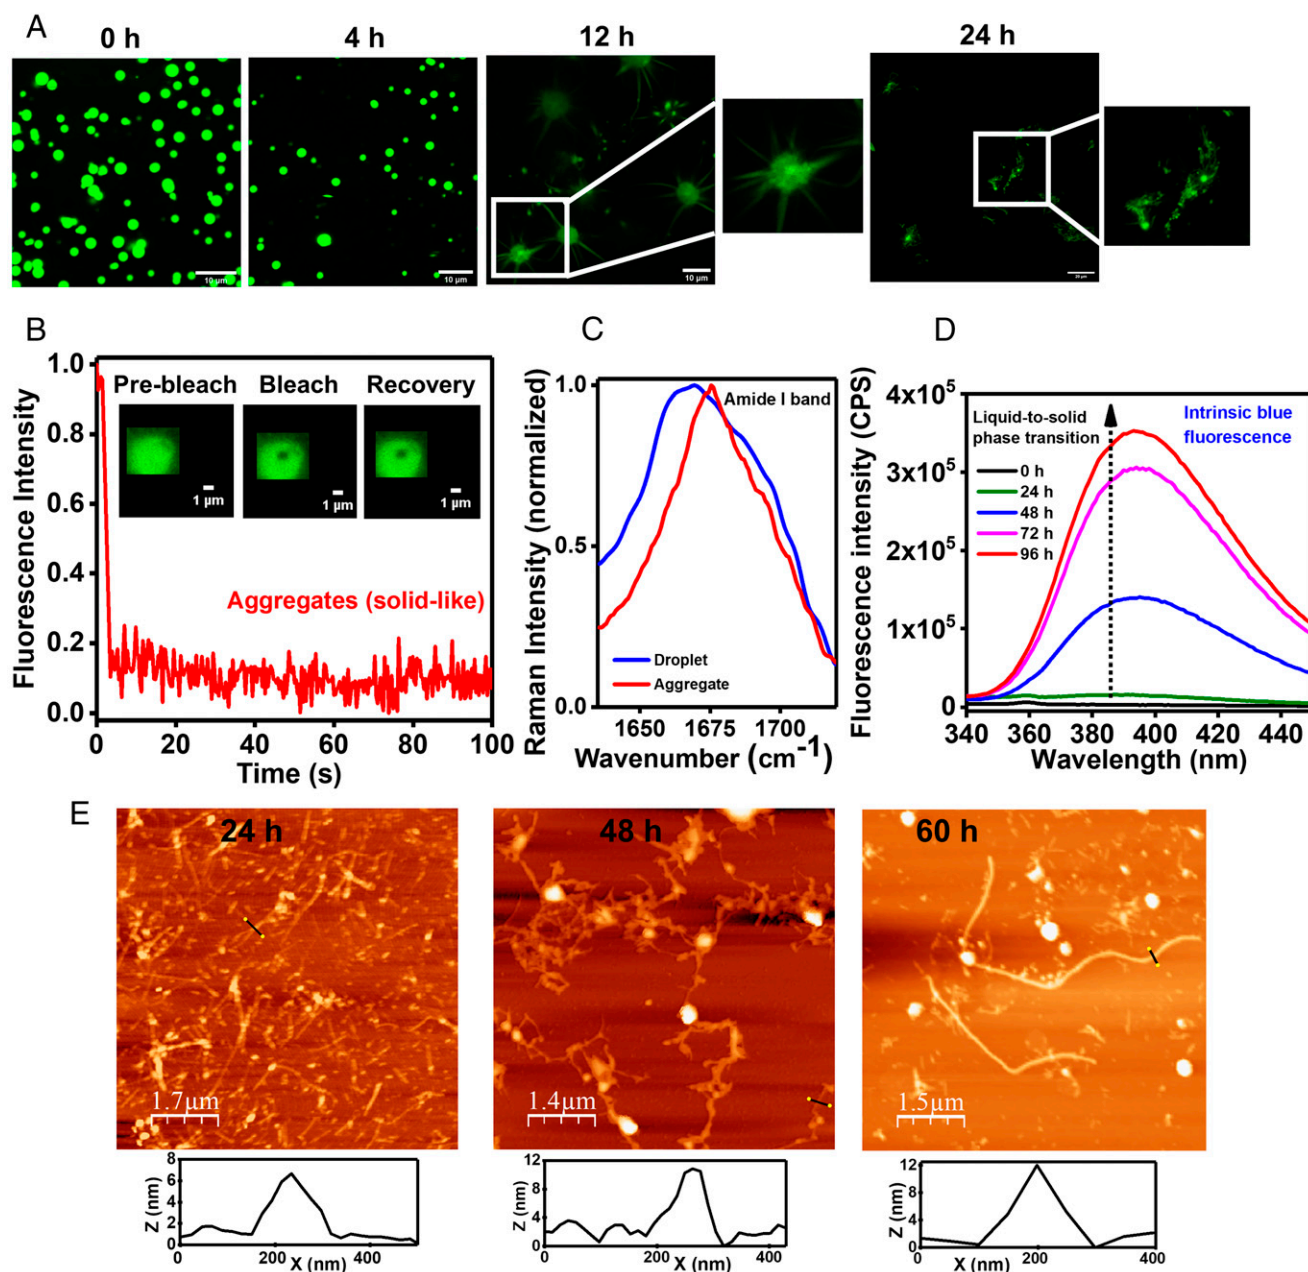 A
0 h
4 h
12 h
24 h
10 µm
10 µm
10 µm
B
Fluorescence Intensity
1.0
0.8
0.6
0.4
0.2
0.0
Pre-bleach
Bleach
Recovery
1 µm
1 µm
1 µm
Aggregates (solid-like)
0
20
40
60
80
100
Time (s)
C
Raman Intensity (normalized)
1.0
0.5
0.0
Amide I band
Droplet
Aggregate
1650
1675
1700
Wavenumber (cm⁻¹)
D
Fluorescence intensity (CPS)
4x10⁵
3x10⁵
2x10⁵
1x10⁵
0
Liquid-to-solid
phase transition
Intrinsic blue
fluorescence
0 h
24 h
48 h
72 h
96 h
340
360
380
400
420
440
Wavelength (nm)
E
24 h
48 h
60 h
1.7µm
1.4µm
1.5µm
Z (nm)
8
6
4
2
0
0
200
400
X (nm)
Z (nm)
12
8
4
0
0
200
400
X (nm)
Z (nm)
12
8
4
0
0
200
400
X (nm)